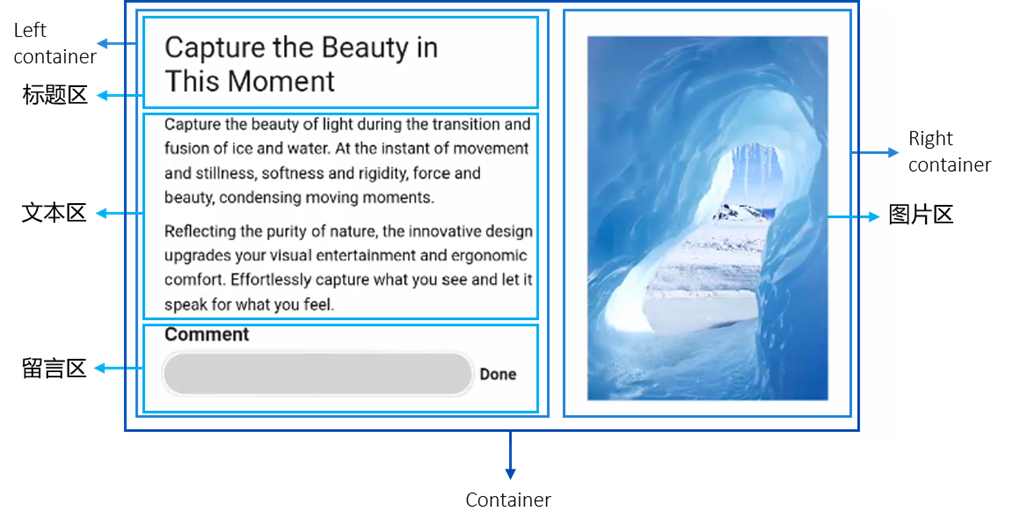 Left
container
标题区
Capture the Beauty in
This Moment
文本区
Capture the beauty of light during the transition and
fusion of ice and water. At the instant of movement
and stillness, softness and rigidity, force and
beauty, condensing moving moments.
Reflecting the purity of nature, the innovative design
upgrades your visual entertainment and ergonomic
comfort. Effortlessly capture what you see and let it
speak for what you feel.
留言区
Comment
Done
Right
container
图片区
Container